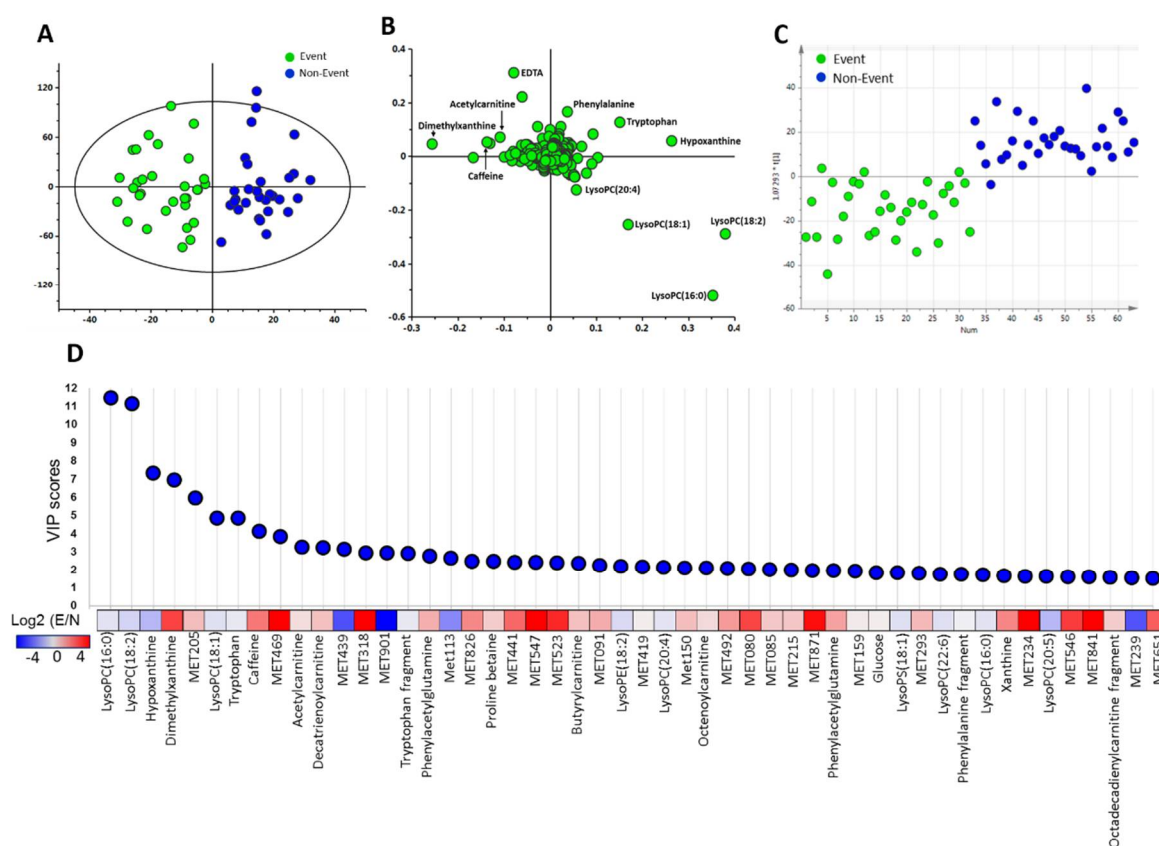 A
Event
Non-Event
120
60
0
-60
-120
-40
-20
0
20
40
B
0.4
0.2
0
-0.2
-0.4
-0.6
-0.3
-0.2
-0.1
0
0.1
0.2
0.3
0.4
EDTA
Acetylcarnitine
Phenylalanine
Dimethylxanthine
Tryptophan
Hypoxanthine
Caffeine
LysoPC(20:4)
LysoPC(18:1)
LysoPC(18:2)
LysoPC(16:0)
C
Event
Non-Event
1.07293 * t[1]
60
40
20
0
-20
-40
-60
5
10
15
20
25
30
35
40
45
50
55
60
Num
D
VIP scores
12
11
10
9
8
7
6
5
4
3
2
1
0
Log2 (E/N
-4 0 4
LysoPC(16:0)
LysoPC(18:2)
Hypoxanthine
Dimethylxanthine
MET205
LysoPC(18:1)
Tryptophan
Caffeine
MET469
Acetylcarnitine
Decatrienoylcarnitine
MET439
MET318
MET901
Tryptophan fragment
Phenylacetylglutamine
Met113
MET826
Proline betaine
MET441
MET547
MET523
Butyrylcarnitine
MET091
LysoPE(18:2)
MET419
LysoPC(20:4)
Met150
Octenoylcarnitine
MET492
MET080
MET085
MET215
MET871
Phenylacetylglutamine
MET159
Glucose
LysoPS(18:1)
MET293
LysoPC(22:6)
Phenylalanine fragment
LysoPC(16:0)
Xanthine
MET234
LysoPC(20:5)
MET546
MET841
Octadecadienylcarnitine fragment
MET239
MET651